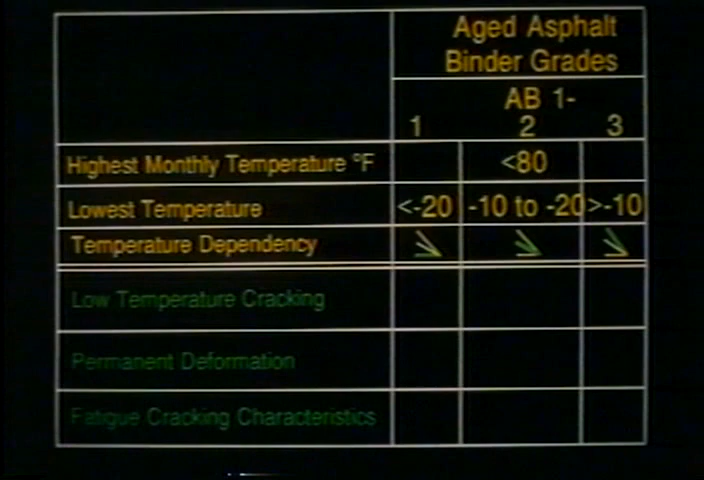 Aged Asphalt
Binder Grades
AB 1-
1 2 3
Highest Monthly Temperature °F <80
Lowest Temperature <-20 -10 to -20 >-10
Temperature Dependency
Low Temperature Cracking
Permanent Deformation
Fatigue Cracking Characteristics